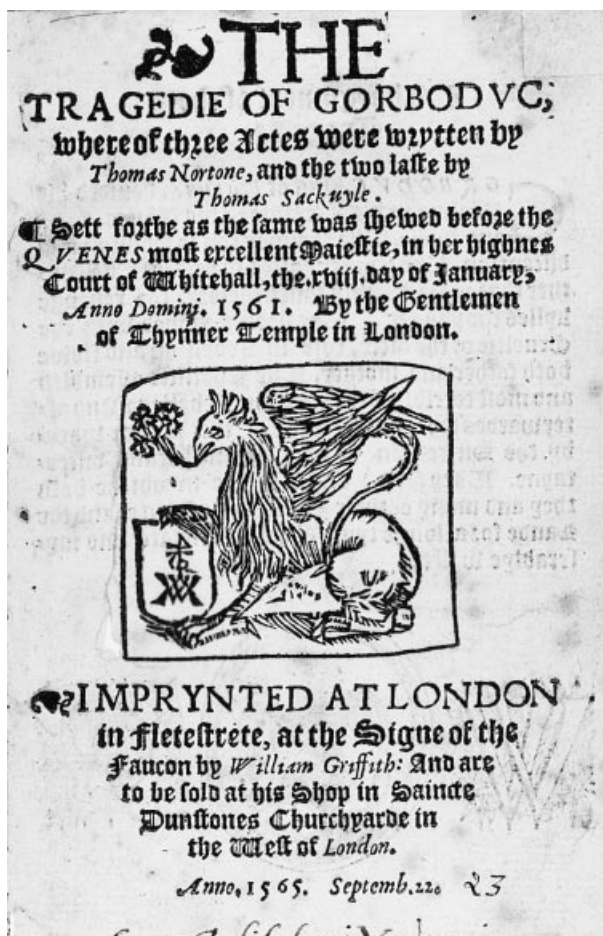 THE
TRAGEDIE OF GORBODVC,
whereof three Actes were wrytten by
Thomas Nortone, and the two laste by
Thomas Sackuyle.
¶ Sett forthe as the same was shewed before the
QVENES most excellent Maiestie, in her highnes
Court of Whitehall, the .xviij. day of January,
Anno Domini. 1561. By the Gentlemen
of Thynner Temple in London.
IMPRYNTED AT LONDON
in Fletestrete, at the Signe of the
Faucon by William Griffith: And are
to be sold at his Shop in Saincte
Dunstones Churchyarde in
the West of London.
Anno, 1565. Septemb. 22. 23